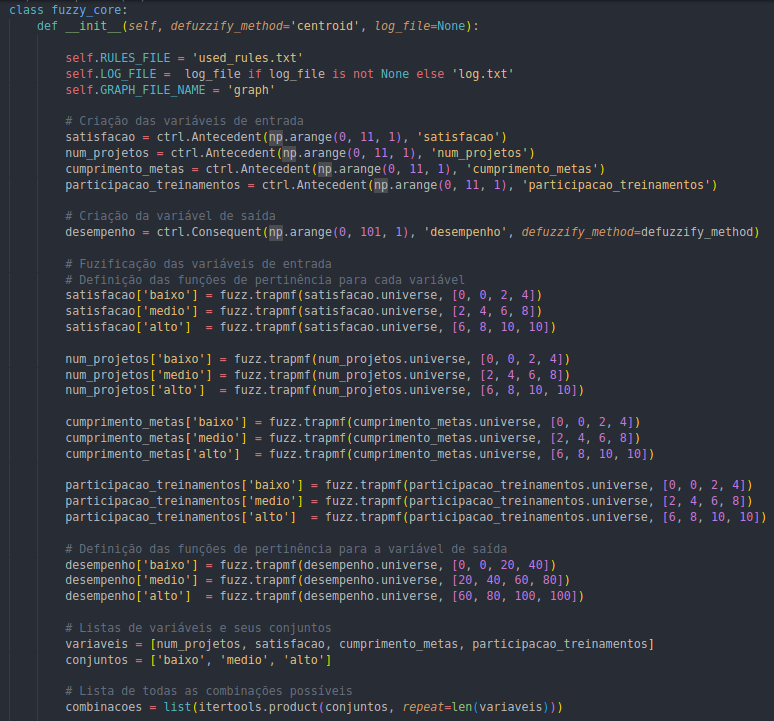 class fuzzy_core:
    def __init__(self, defuzzify_method='centroid', log_file=None):

        self.RULES_FILE = 'used_rules.txt'
        self.LOG_FILE =  log_file if log_file is not None else 'log.txt'
        self.GRAPH_FILE_NAME = 'graph'

        # Criação das variáveis de entrada
        satisfacao = ctrl.Antecedent(np.arange(0, 11, 1), 'satisfacao')
        num_projetos = ctrl.Antecedent(np.arange(0, 11, 1), 'num_projetos')
        cumprimento_metas = ctrl.Antecedent(np.arange(0, 11, 1), 'cumprimento_metas')
        participacao_treinamentos = ctrl.Antecedent(np.arange(0, 11, 1), 'participacao_treinamentos')

        # Criação da variável de saída
        desempenho = ctrl.Consequent(np.arange(0, 101, 1), 'desempenho', defuzzify_method=defuzzify_method)

        # Fuzificação das variáveis de entrada
        # Definição das funções de pertinência para cada variável
        satisfacao['baixo'] = fuzz.trapmf(satisfacao.universe, [0, 0, 2, 4])
        satisfacao['medio'] = fuzz.trapmf(satisfacao.universe, [2, 4, 6, 8])
        satisfacao['alto']  = fuzz.trapmf(satisfacao.universe, [6, 8, 10, 10])

        num_projetos['baixo'] = fuzz.trapmf(num_projetos.universe, [0, 0, 2, 4])
        num_projetos['medio'] = fuzz.trapmf(num_projetos.universe, [2, 4, 6, 8])
        num_projetos['alto']  = fuzz.trapmf(num_projetos.universe, [6, 8, 10, 10])

        cumprimento_metas['baixo'] = fuzz.trapmf(cumprimento_metas.universe, [0, 0, 2, 4])
        cumprimento_metas['medio'] = fuzz.trapmf(cumprimento_metas.universe, [2, 4, 6, 8])
        cumprimento_metas['alto']  = fuzz.trapmf(cumprimento_metas.universe, [6, 8, 10, 10])

        participacao_treinamentos['baixo'] = fuzz.trapmf(participacao_treinamentos.universe, [0, 0, 2, 4])
        participacao_treinamentos['medio'] = fuzz.trapmf(participacao_treinamentos.universe, [2, 4, 6, 8])
        participacao_treinamentos['alto']  = fuzz.trapmf(participacao_treinamentos.universe, [6, 8, 10, 10])

        # Definição das funções de pertinência para a variável de saída
        desempenho['baixo'] = fuzz.trapmf(desempenho.universe, [0, 0, 20, 40])
        desempenho['medio'] = fuzz.trapmf(desempenho.universe, [20, 40, 60, 80])
        desempenho['alto']  = fuzz.trapmf(desempenho.universe, [60, 80, 100, 100])

        # Listas de variáveis e seus conjuntos
        variaveis = [num_projetos, satisfacao, cumprimento_metas, participacao_treinamentos]
        conjuntos = ['baixo', 'medio', 'alto']

        # Lista de todas as combinações possíveis
        combinacoes = list(itertools.product(conjuntos, repeat=len(variaveis)))